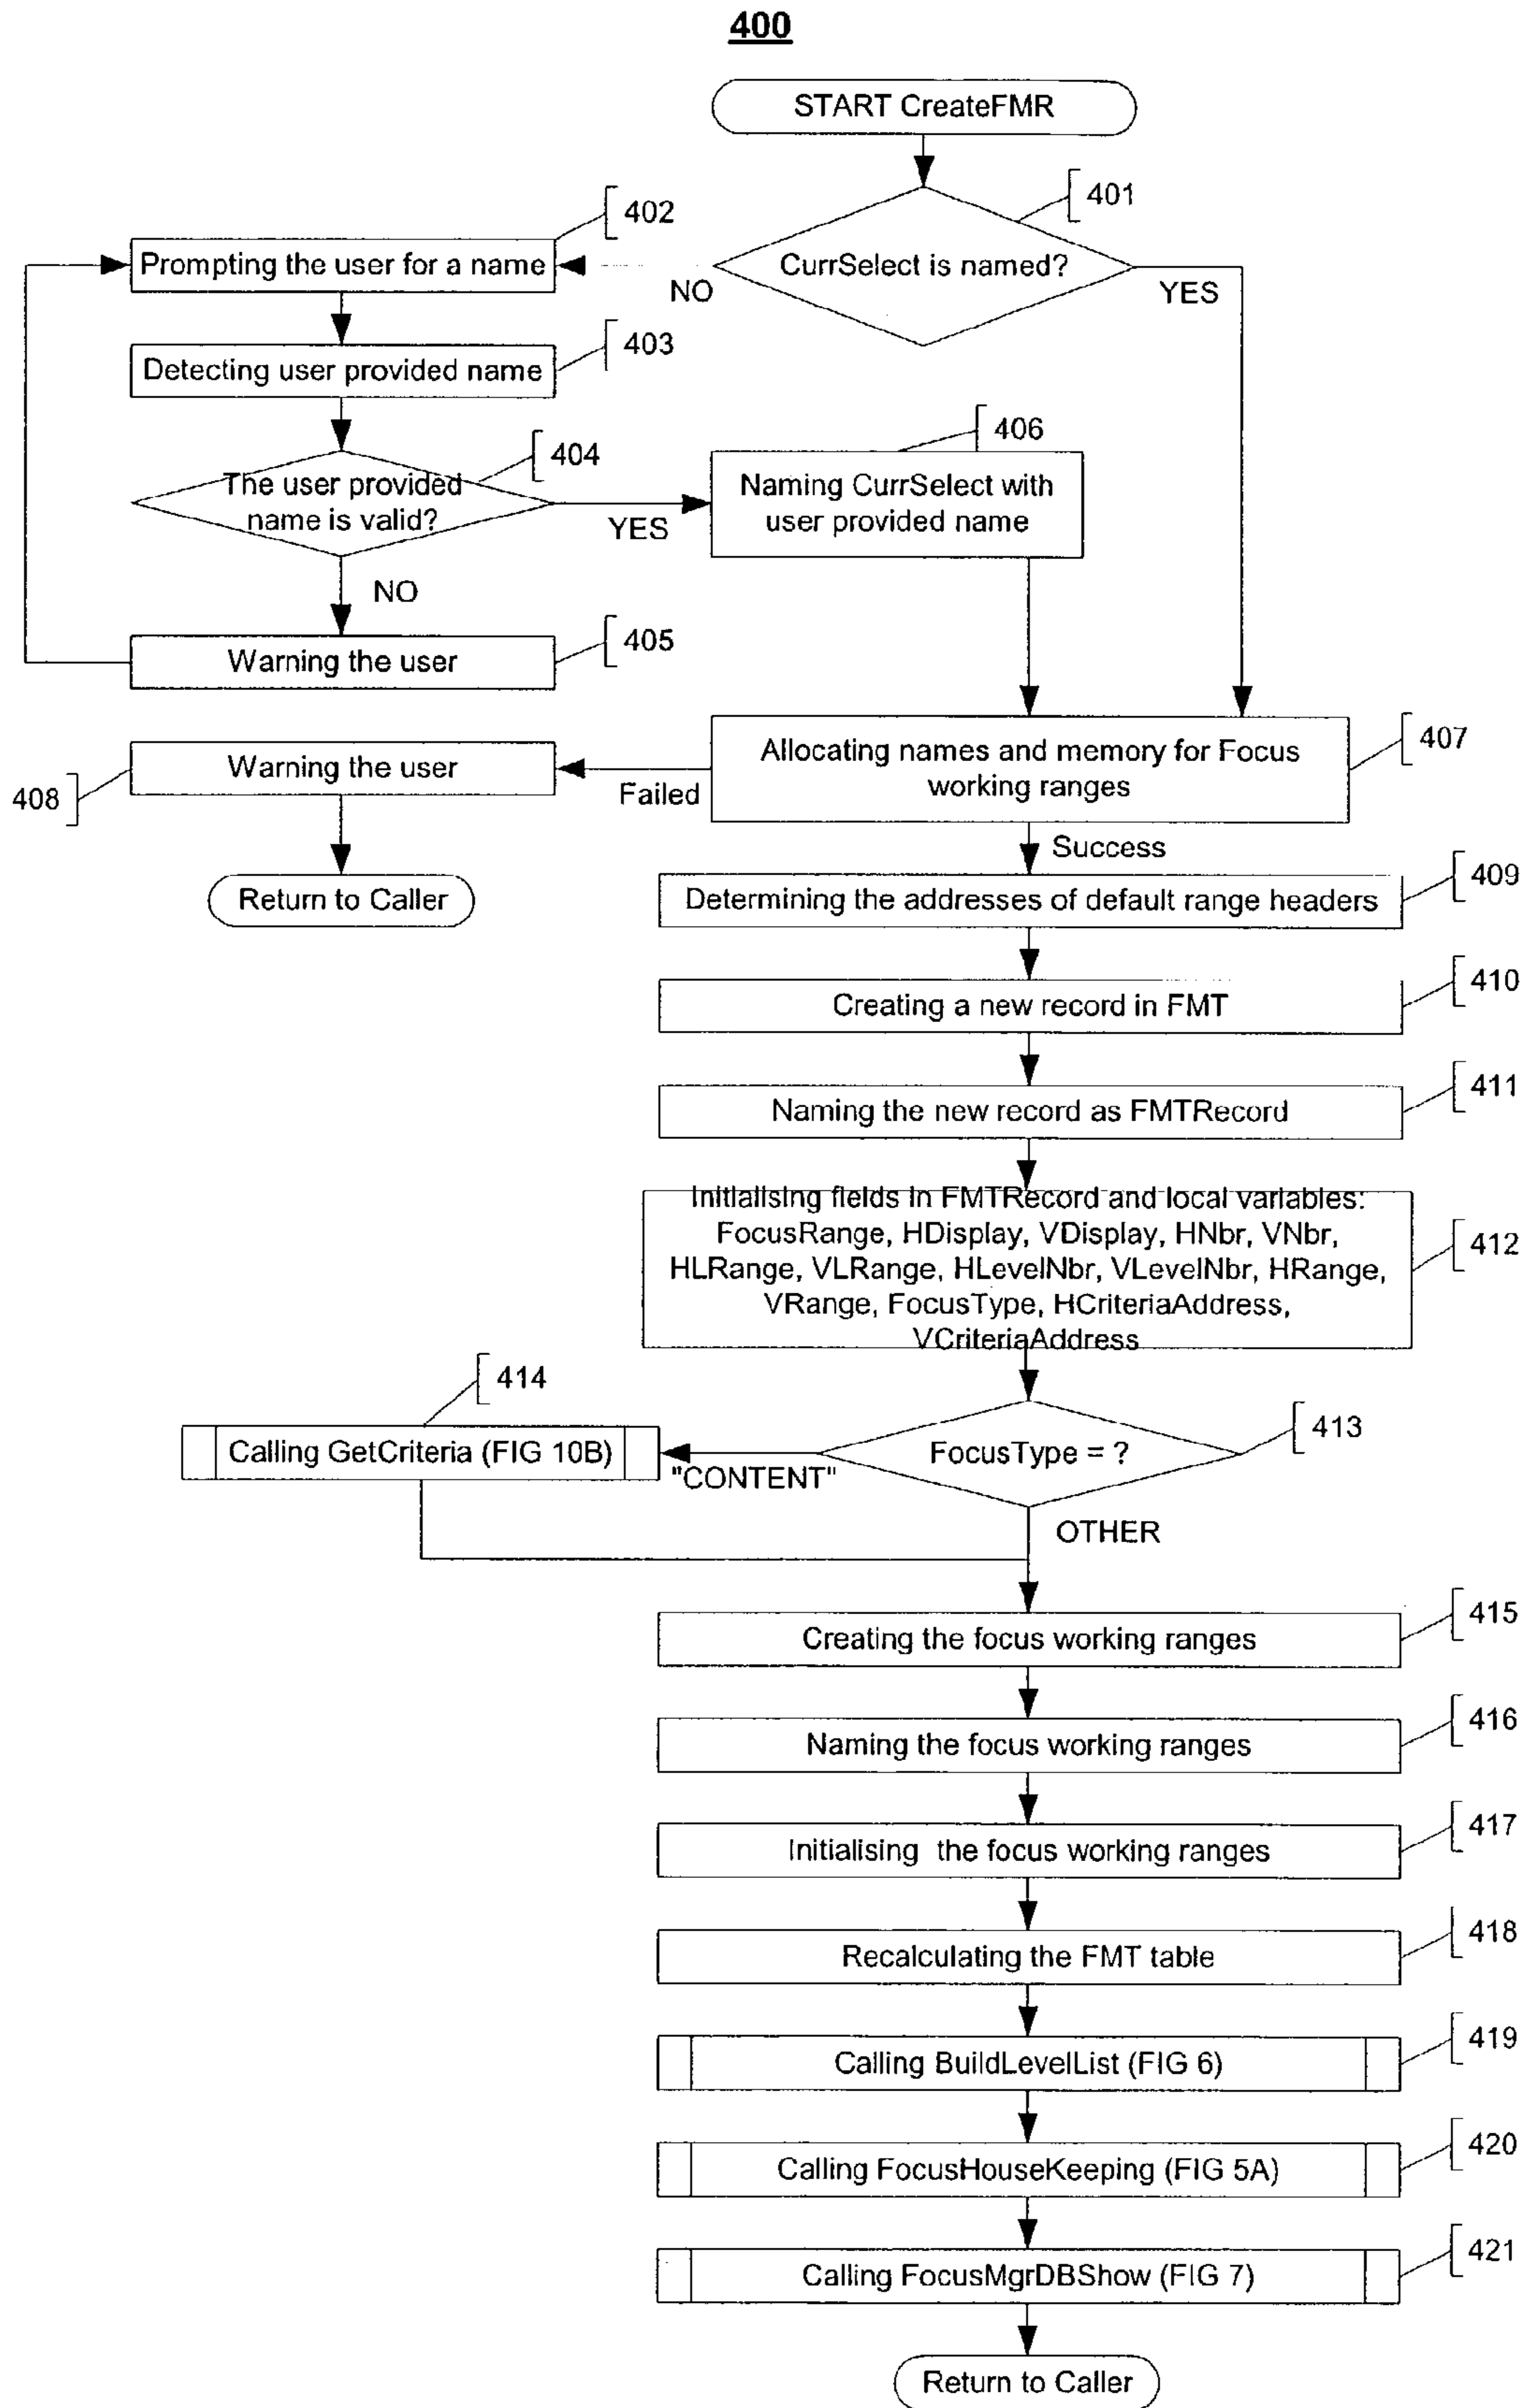 400
START CreateFMR
401
402
CurrSelect is named?
Prompting the user for a name
NO
YES
403
Detecting user provided name
404
406
The user provided
name is valid?
YES
Naming CurrSelect with
user provided name
NO
405
Warning the user
407
Allocating names and memory for Focus
working ranges
Failed
Warning the user
408
Success
Return to Caller
409
Determining the addresses of default range headers
410
Creating a new record in FMT
411
Naming the new record as FMTRecord
412
Initialising fields in FMTRecord and local variables:
FocusRange, HDisplay, VDisplay, HNbr, VNbr,
HLRange, VLRange, HLevelNbr, VLevelNbr, HRange,
VRange, FocusType, HCriteriaAddress,
VCriteriaAddress
414
413
Calling GetCriteria (FIG 10B)
"CONTENT"
FocusType = ?
OTHER
415
Creating the focus working ranges
416
Naming the focus working ranges
417
Initialising the focus working ranges
418
Recalculating the FMT table
419
Calling BuildLevelList (FIG 6)
420
Calling FocusHouseKeeping (FIG 5A)
421
Calling FocusMgrDBShow (FIG 7)
Return to Caller